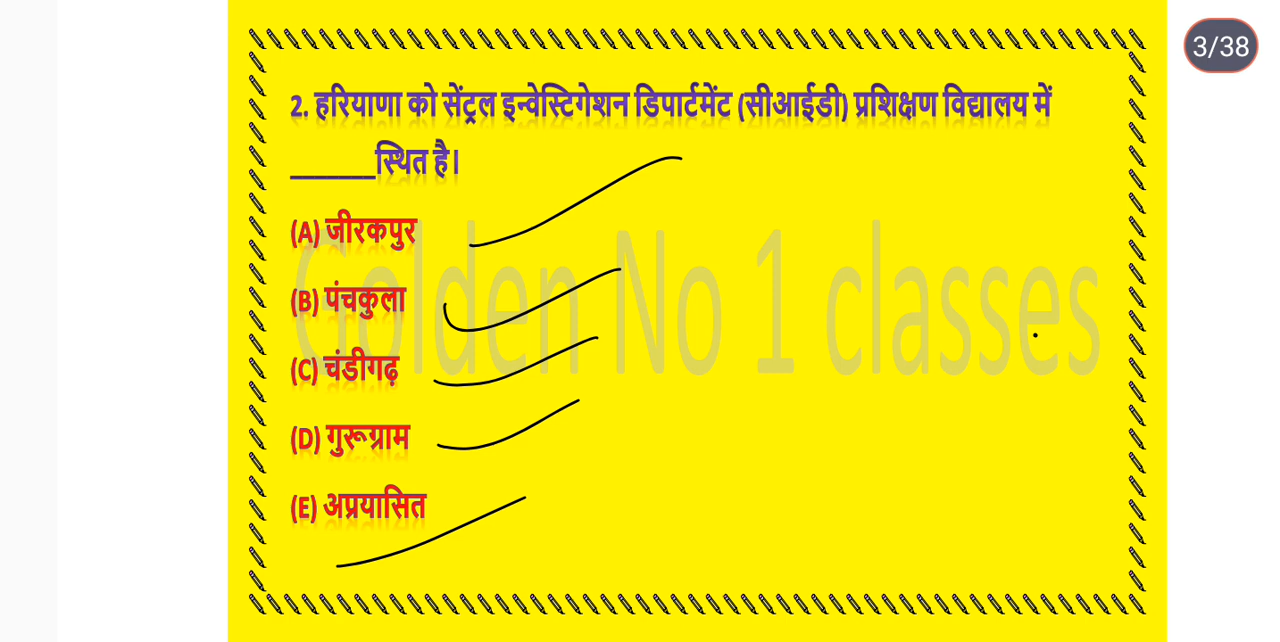 3/38
2. हरियाणा को सेंट्रल इन्वेस्टिगेशन डिपार्टमेंट (सीआईडी) प्रशिक्षण विद्यालय में
______स्थित है।
(A) जीरकपुर
(B) पंचकुला
(C) चंडीगढ़
(D) गुरूग्राम
(E) अप्रयासित
Golden No 1 classes